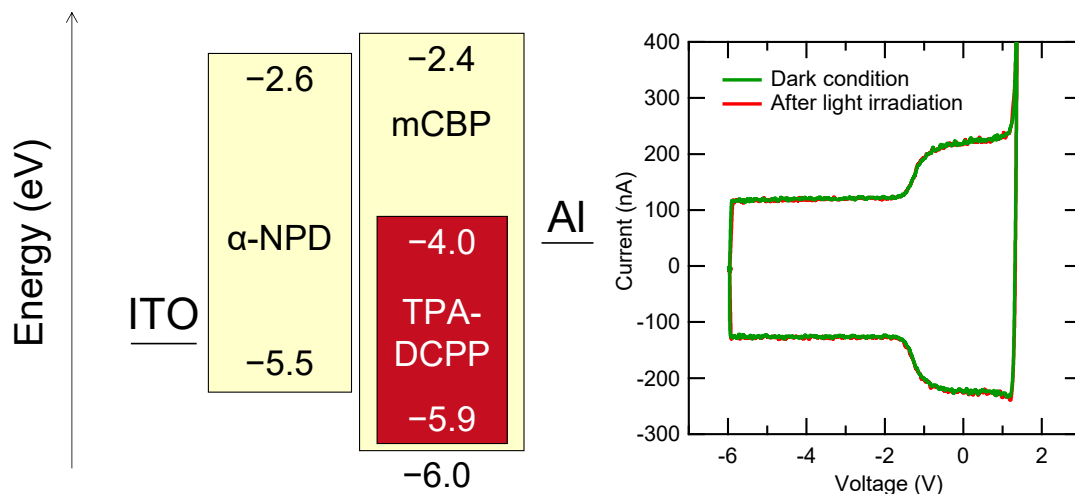 Energy (eV)
ITO
−2.6
α-NPD
−5.5
−2.4
mCBP
−4.0
TPA-
DCPP
−5.9
−6.0
Al
Dark condition
After light irradiation
Current (nA)
400
300
200
100
0
-100
-200
-300
-6
-4
-2
0
2
Voltage (V)